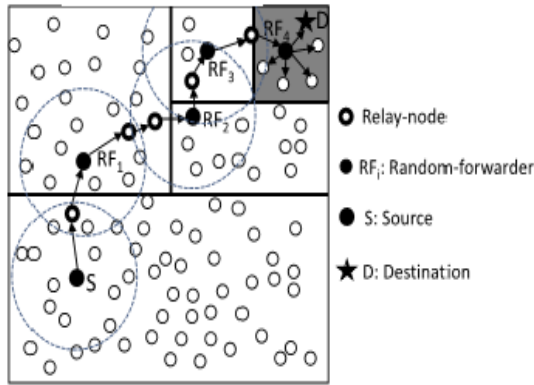 D
RF4
RF3
RF2
RF1
S
Relay-node
RFi: Random-forwarder
S: Source
D: Destination